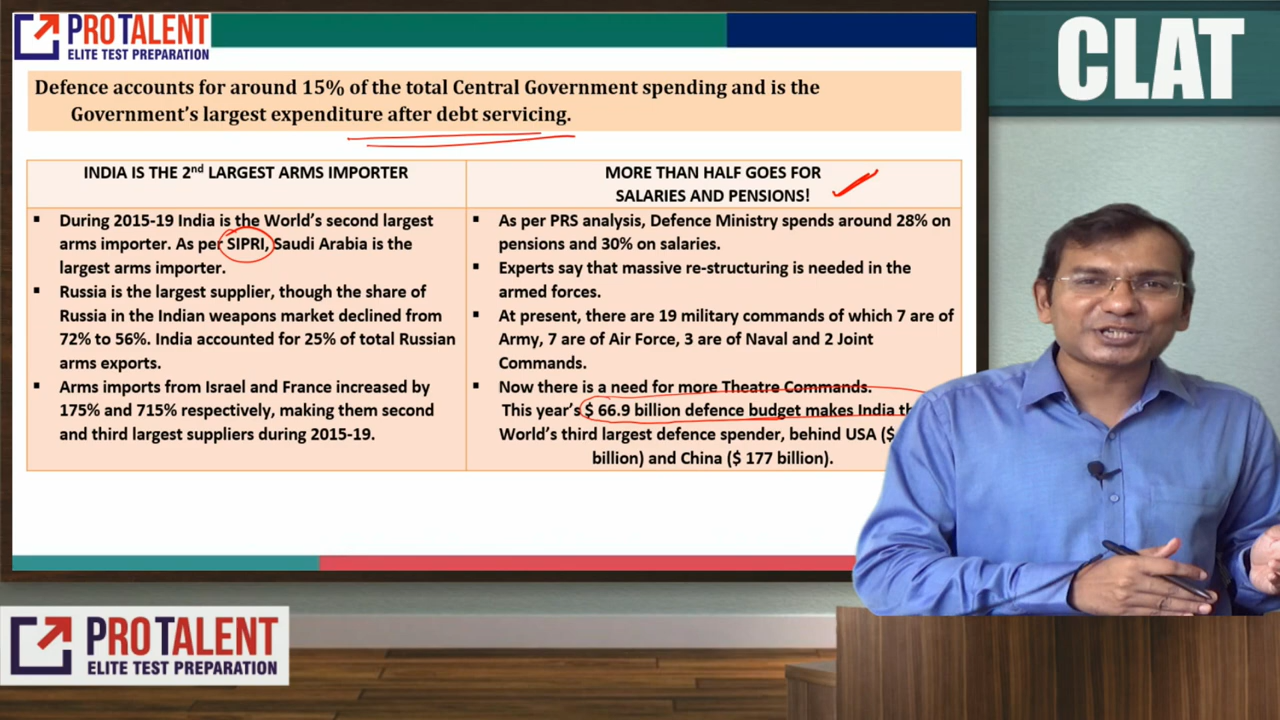 PROTALENT
ELITE TEST PREPARATION
CLAT
Defence accounts for around 15% of the total Central Government spending and is the
Government's largest expenditure after debt servicing.
INDIA IS THE 2nd LARGEST ARMS IMPORTER
▪ During 2015-19 India is the World's second largest
arms importer. As per SIPRI, Saudi Arabia is the
largest arms importer.
▪ Russia is the largest supplier, though the share of
Russia in the Indian weapons market declined from
72% to 56%. India accounted for 25% of total Russian
arms exports.
▪ Arms imports from Israel and France increased by
175% and 715% respectively, making them second
and third largest suppliers during 2015-19.
MORE THAN HALF GOES FOR
SALARIES AND PENSIONS!
▪ As per PRS analysis, Defence Ministry spends around 28% on
pensions and 30% on salaries.
▪ Experts say that massive re-structuring is needed in the
armed forces.
▪ At present, there are 19 military commands of which 7 are of
Army, 7 are of Air Force, 3 are of Naval and 2 Joint
Commands.
▪ Now there is a need for more Theatre Commands.
This year's $ 66.9 billion defence budget makes India
World's third largest defence spender, behind USA ($
billion) and China ($ 177 billion).
PROTALENT
ELITE TEST PREPARATION